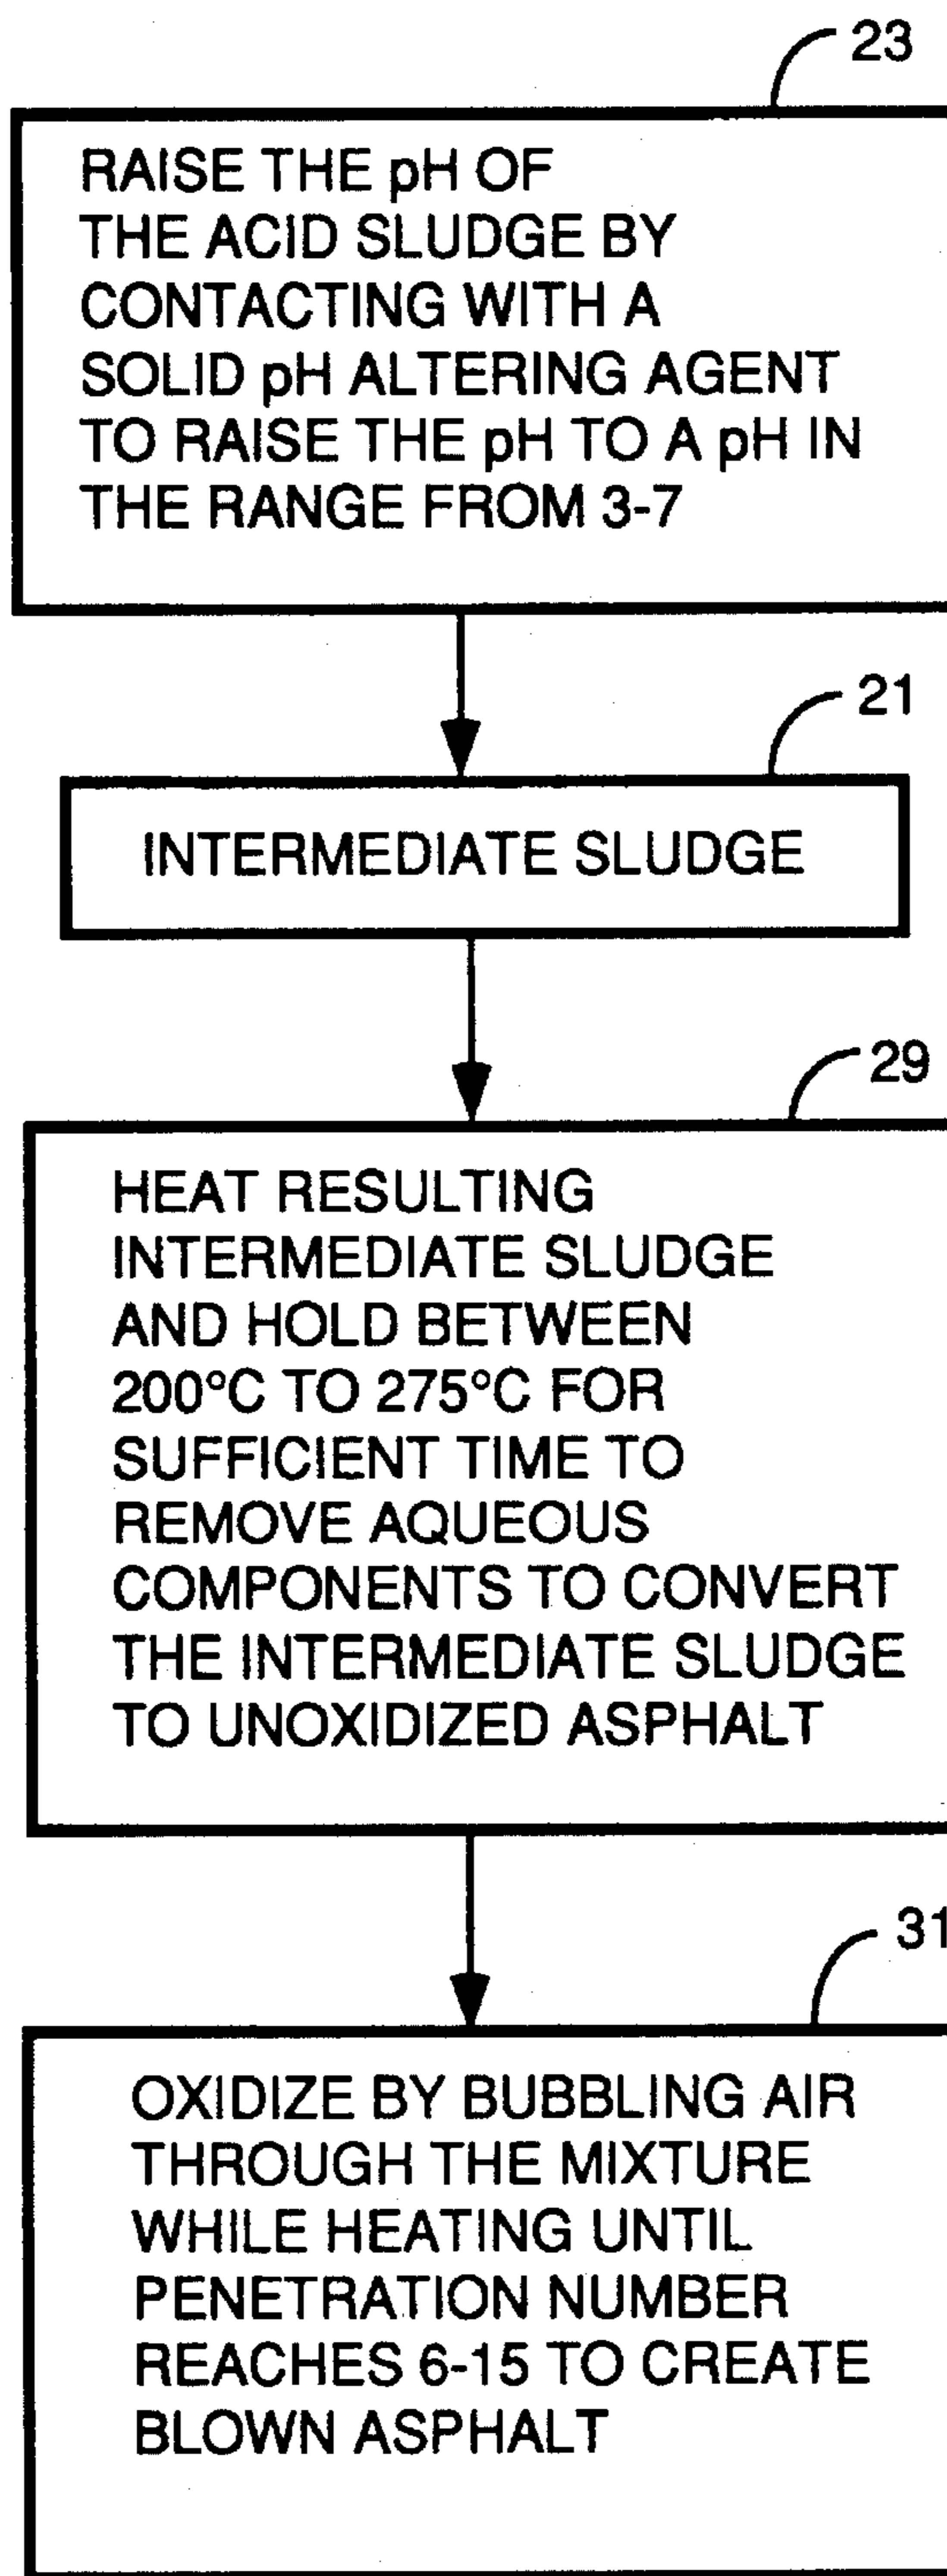 23
RAISE THE pH OF
THE ACID SLUDGE BY
CONTACTING WITH A
SOLID pH ALTERING AGENT
TO RAISE THE pH TO A pH IN
THE RANGE FROM 3-7
21
INTERMEDIATE SLUDGE
29
HEAT RESULTING
INTERMEDIATE SLUDGE
AND HOLD BETWEEN
200°C TO 275°C FOR
SUFFICIENT TIME TO
REMOVE AQUEOUS
COMPONENTS TO CONVERT
THE INTERMEDIATE SLUDGE
TO UNOXIDIZED ASPHALT
31
OXIDIZE BY BUBBLING AIR
THROUGH THE MIXTURE
WHILE HEATING UNTIL
PENETRATION NUMBER
REACHES 6-15 TO CREATE
BLOWN ASPHALT